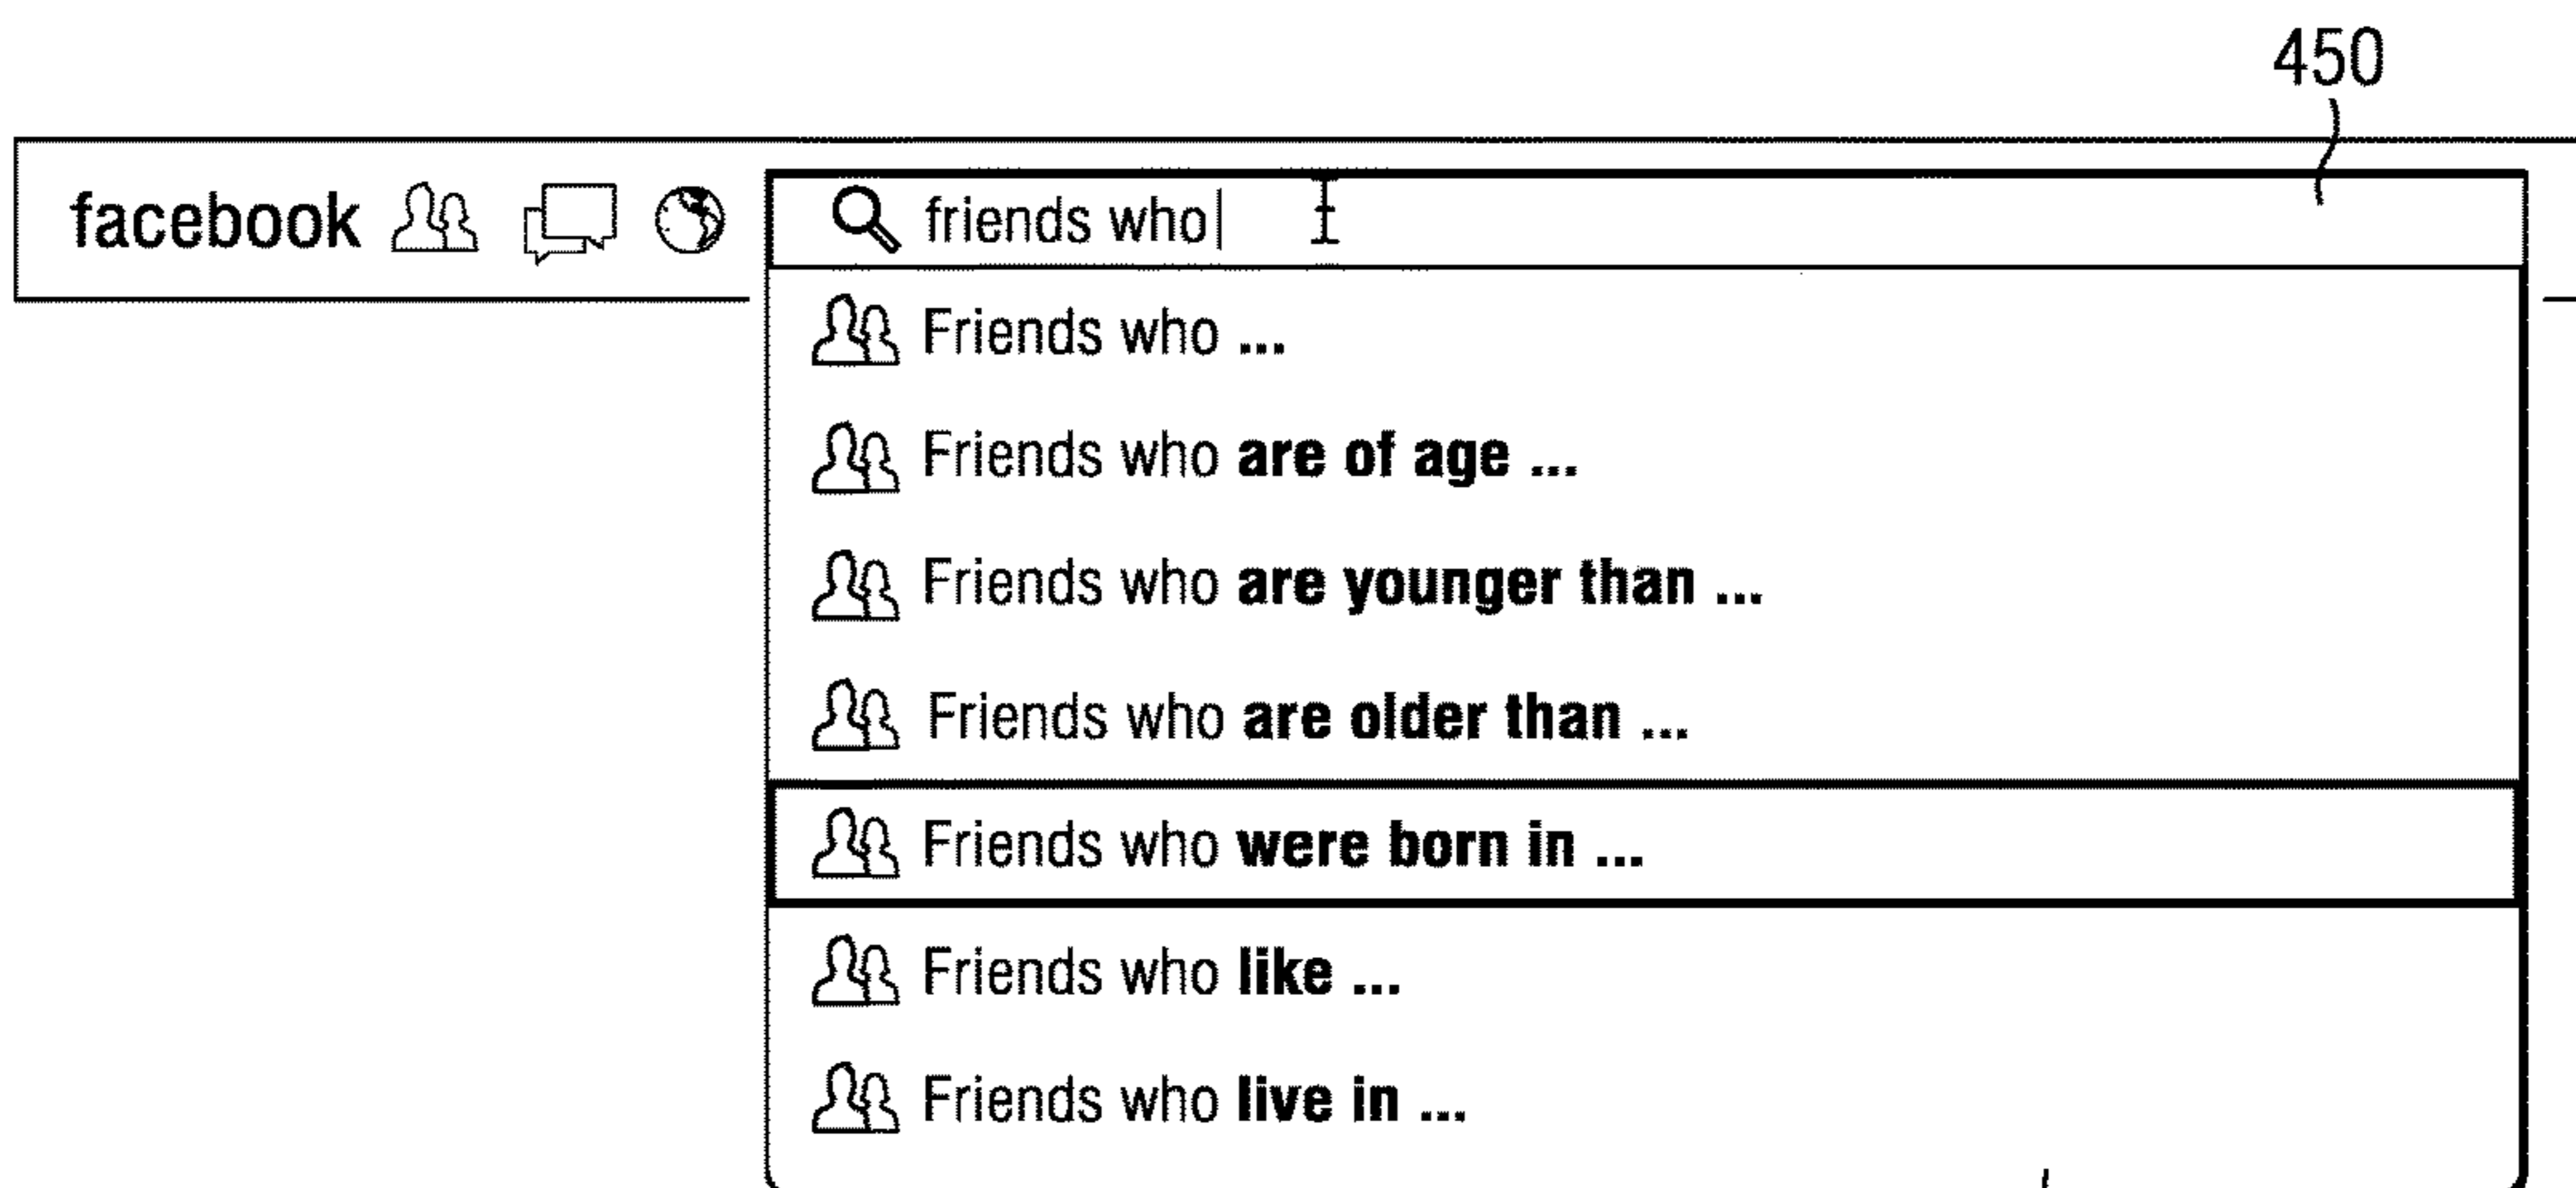 450
facebook friends who
Friends who ...
Friends who are of age ...
Friends who are younger than ...
Friends who are older than ...
Friends who were born in ...
Friends who like ...
Friends who live in ...